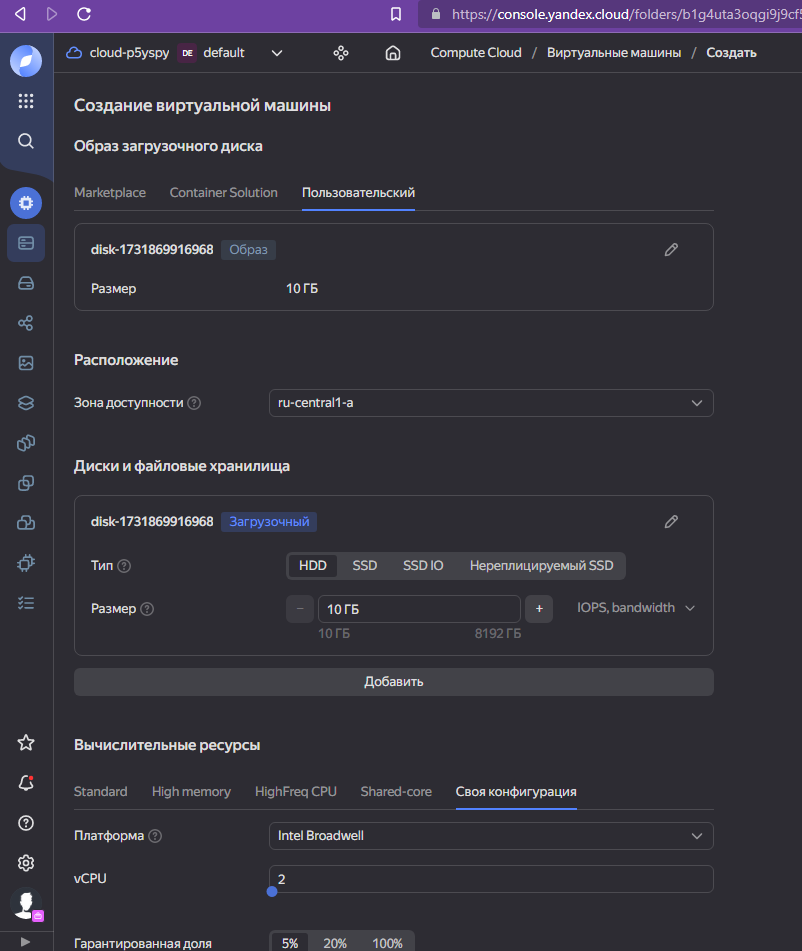 https://console.yandex.cloud/folders/b1g4uta3oqgi9j9cf5
cloud-p5yspy DE default Compute Cloud / Виртуальные машины / Создать
Создание виртуальной машины
Образ загрузочного диска
Marketplace Container Solution Пользовательский
disk-1731869916968 Образ
Размер 10 ГБ
Расположение
Зона доступности ? ru-central1-a
Диски и файловые хранилища
disk-1731869916968 Загрузочный
Тип ? HDD SSD SSD IO Нереплицируемый SSD
Размер ? − 10 ГБ + IOPS, bandwidth
10 ГБ 8192 ГБ
Добавить
Вычислительные ресурсы
Standard High memory HighFreq CPU Shared-core Своя конфигурация
Платформа ? Intel Broadwell
vCPU 2
Гарантированная доля 5% 20% 100%